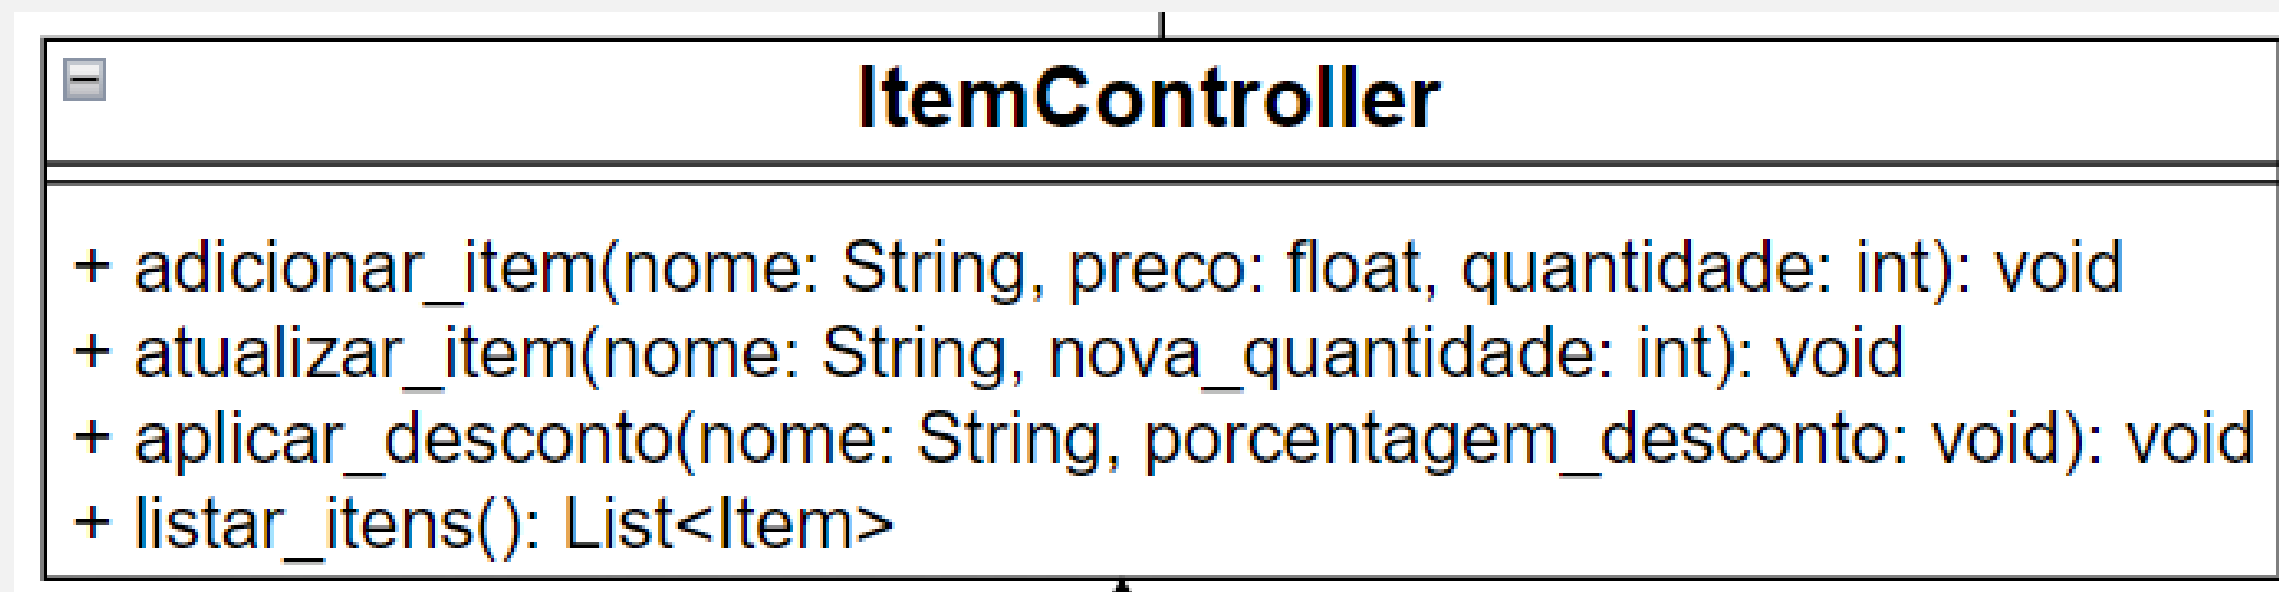 ItemController
+ adicionar_item(nome: String, preco: float, quantidade: int): void
+ atualizar_item(nome: String, nova_quantidade: int): void
+ aplicar_desconto(nome: String, porcentagem_desconto: void): void
+ listar_itens(): List<Item>